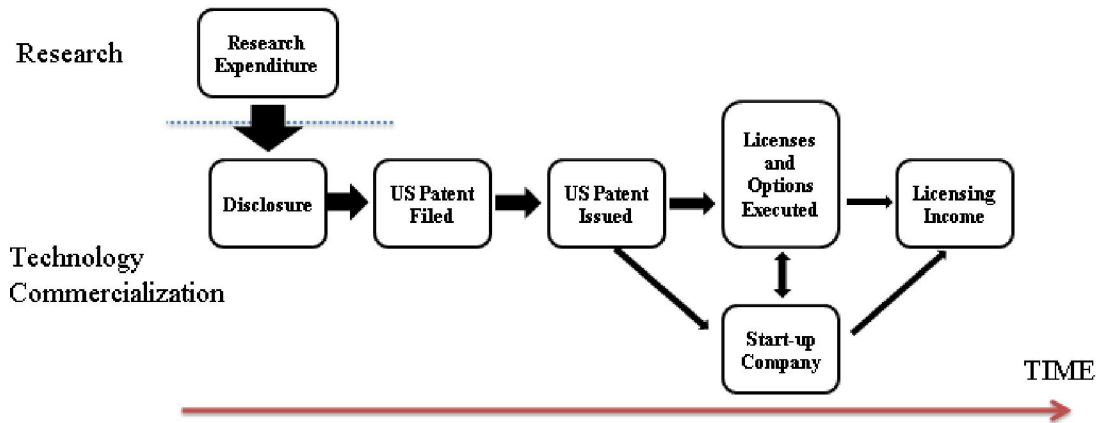 Research
Research
Expenditure
Disclosure
US Patent
Filed
US Patent
Issued
Licenses
and
Options
Executed
Licensing
Income
Technology
Commercialization
Start-up
Company
TIME